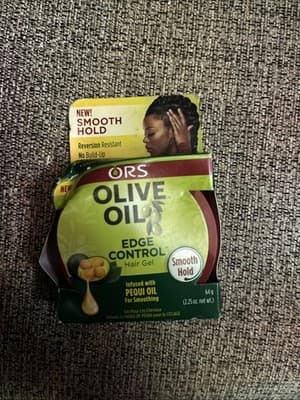 NEW!
SMOOTH
HOLD
Reversion Resistant
No Build-Up
NEW
ORS
OLIVE
OIL
EDGE
CONTROL
Hair Gel
Smooth
Hold
Infused with
PEQUI OIL
For Smoothing
64 g
(2.25 oz. net wt.)